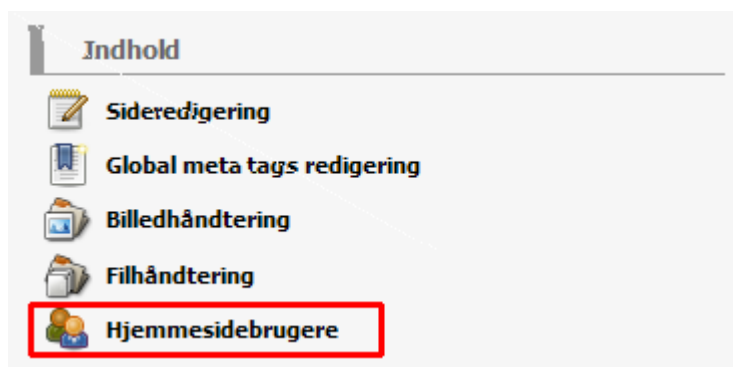 Indhold
Sideredigering
Global meta tags redigering
Billedhåndtering
Filhåndtering
Hjemmesidebrugere